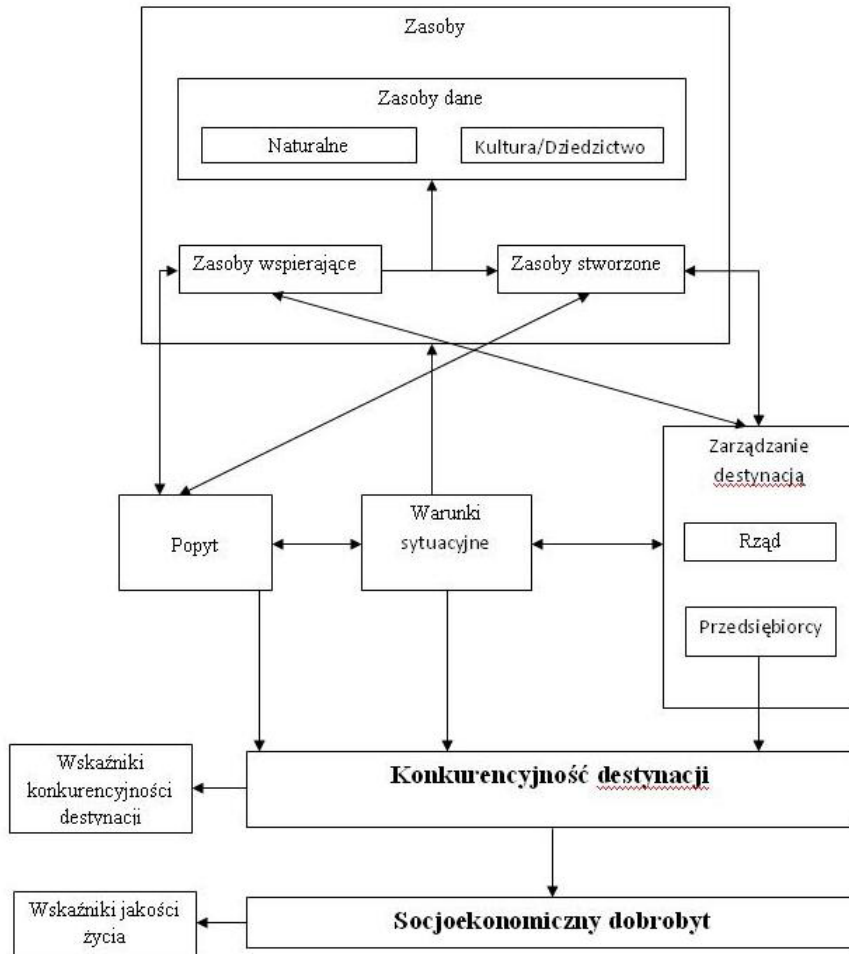 Zasoby
Zasoby dane
Naturalne
Kultura/Dziedzictwo
Zasoby wspierające
Zasoby stworzone
Zarządzanie
destynacją
Popyt
Warunki
sytuacyjne
Rząd
Przedsiębiorcy
Wskaźniki
konkurencyjności
destynacji
Konkurencyjność destynacji
Wskaźniki jakości
życia
Socjoekonomiczny dobrobyt